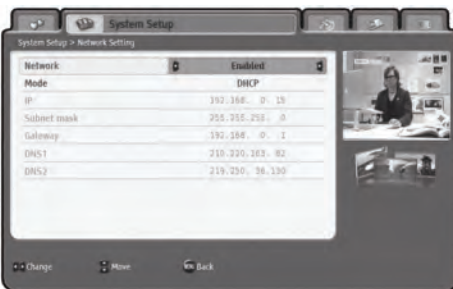 System Setup
System Setup > Network Setting
Network Enabled
Mode DHCP
IP 192.168. 0. 15
Subnet mask 255.255.255. 0
Gateway 192.168. 0. 1
DNS1 210.220.163. 82
DNS2 219.250. 36.130
Change Move Back